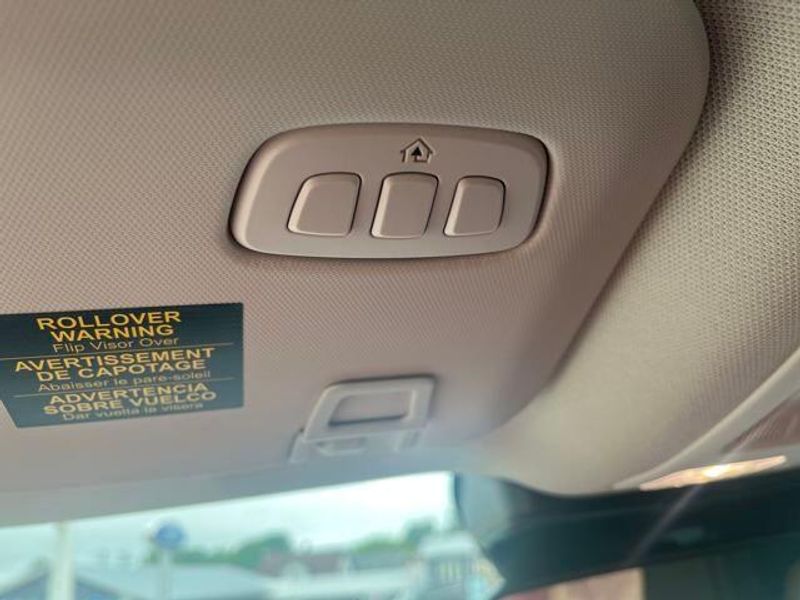 ROLLOVER
WARNING
Flip Visor Over
AVERTISSEMENT
DE CAPOTAGE
Abaisser le pare-soleil
ADVERTENCIA
SOBRE VUELCO
Dar vuelta la visera